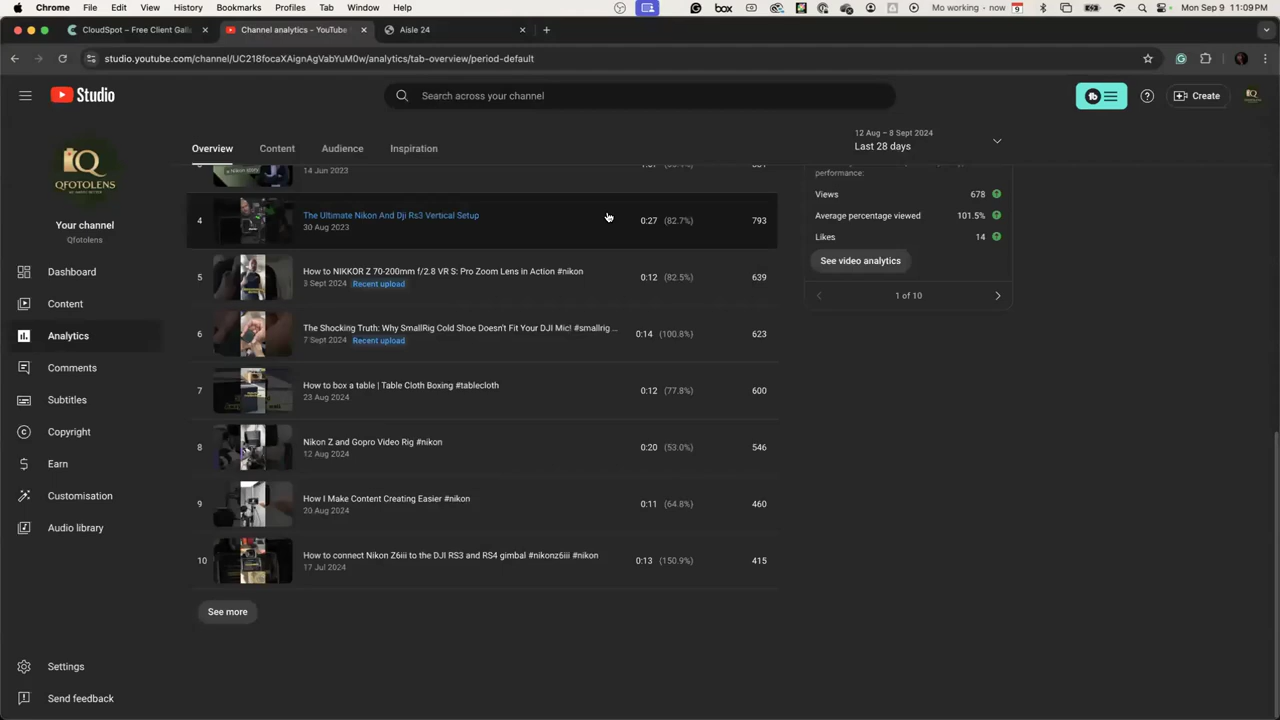 Chrome File Edit View History Bookmarks Profiles Tab Window Help
box Mo working - now 9 Mon Sep 9 11:09 PM
CloudSpot – Free Client Gall
Channel analytics - YouTube
Aisle 24
studio.youtube.com/channel/UC218focaXAignAgVabYuM0w/analytics/tab-overview/period-default
Studio
Search across your channel
Create
12 Aug – 8 Sept 2024
Last 28 days
Overview Content Audience Inspiration
QFOTOLENS
Your channel
Qfotolens
Dashboard
Content
Analytics
Comments
Subtitles
Copyright
Earn
Customisation
Audio library
Settings
Send feedback
14 Jun 2023
4 The Ultimate Nikon And Dji Rs3 Vertical Setup 0:27 (82.7%) 793
30 Aug 2023
5 How to NIKKOR Z 70-200mm f/2.8 VR S: Pro Zoom Lens in Action #nikon 0:12 (82.5%) 639
3 Sept 2024 Recent upload
6 The Shocking Truth: Why SmallRig Cold Shoe Doesn't Fit Your DJI Mic! #smallrig ... 0:14 (100.8%) 623
7 Sept 2024 Recent upload
7 How to box a table | Table Cloth Boxing #tablecloth 0:12 (77.8%) 600
23 Aug 2024
8 Nikon Z and Gopro Video Rig #nikon 0:20 (53.0%) 546
12 Aug 2024
9 How I Make Content Creating Easier #nikon 0:11 (64.8%) 460
20 Aug 2024
10 How to connect Nikon Z6iii to the DJI RS3 and RS4 gimbal #nikonz6iii #nikon 0:13 (150.9%) 415
17 Jul 2024
See more
performance:
Views 678
Average percentage viewed 101.5%
Likes 14
See video analytics
1 of 10